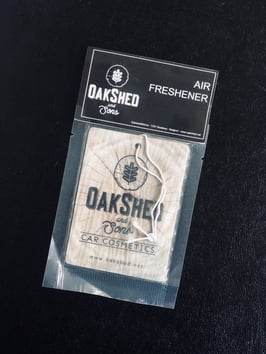 OAKSHED
and
Sons
AIR
FRESHENER
OAKSHED
and
Sons
CAR COSMETICS